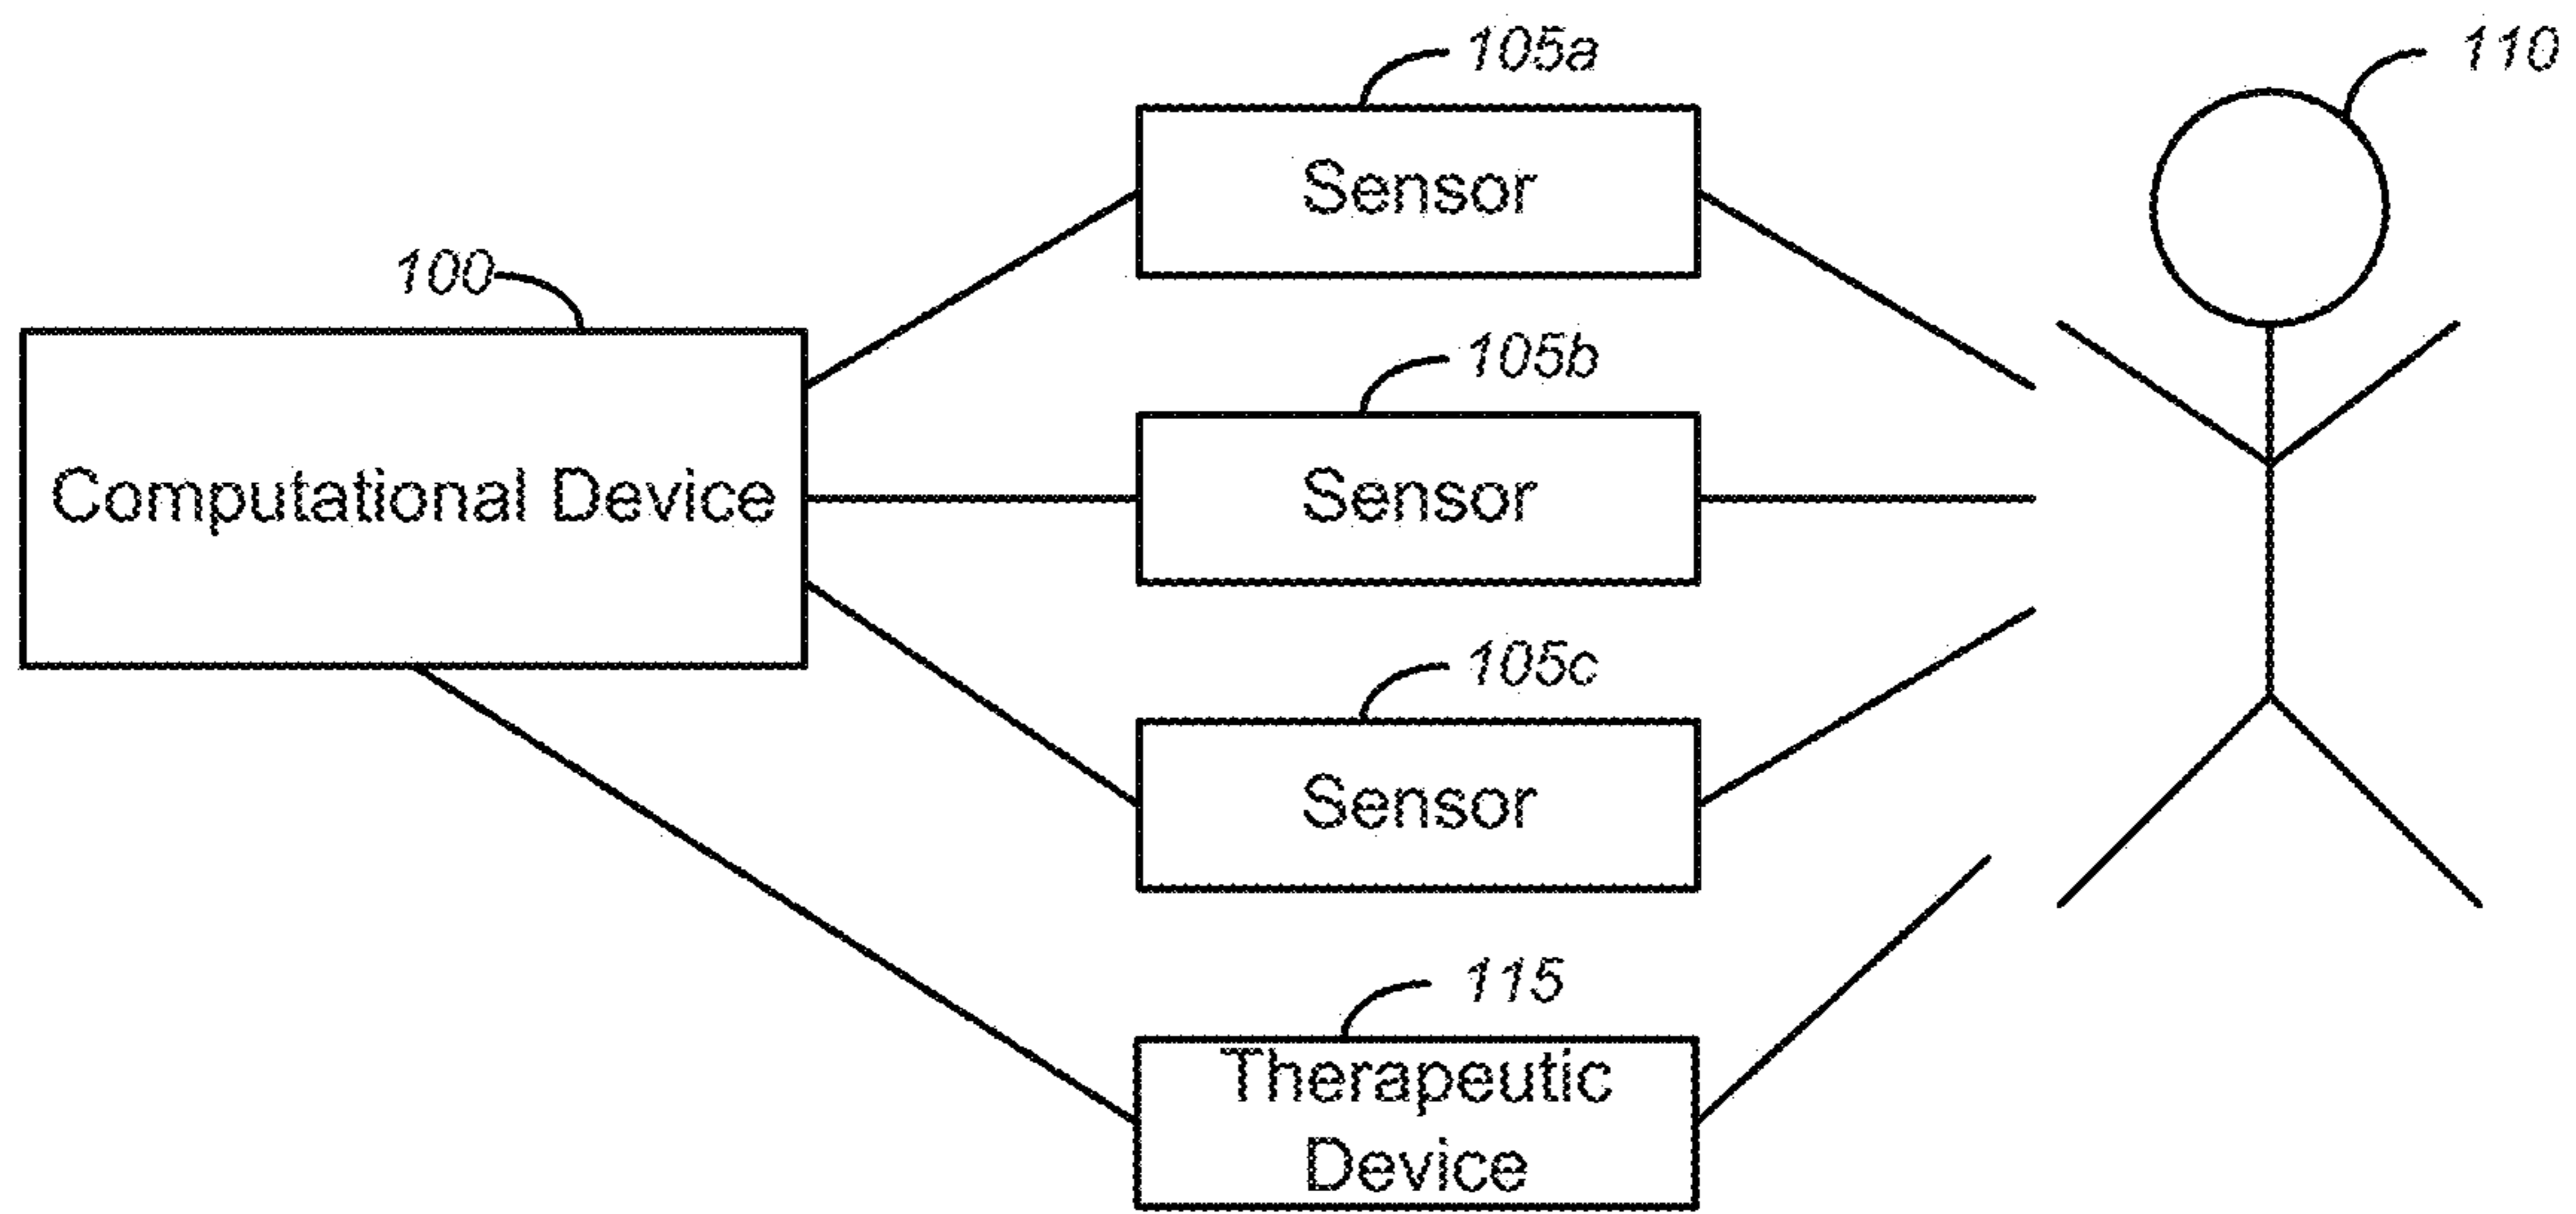 105a
110
Sensor
100
105b
Computational Device
Sensor
105c
Sensor
115
Therapeutic
Device